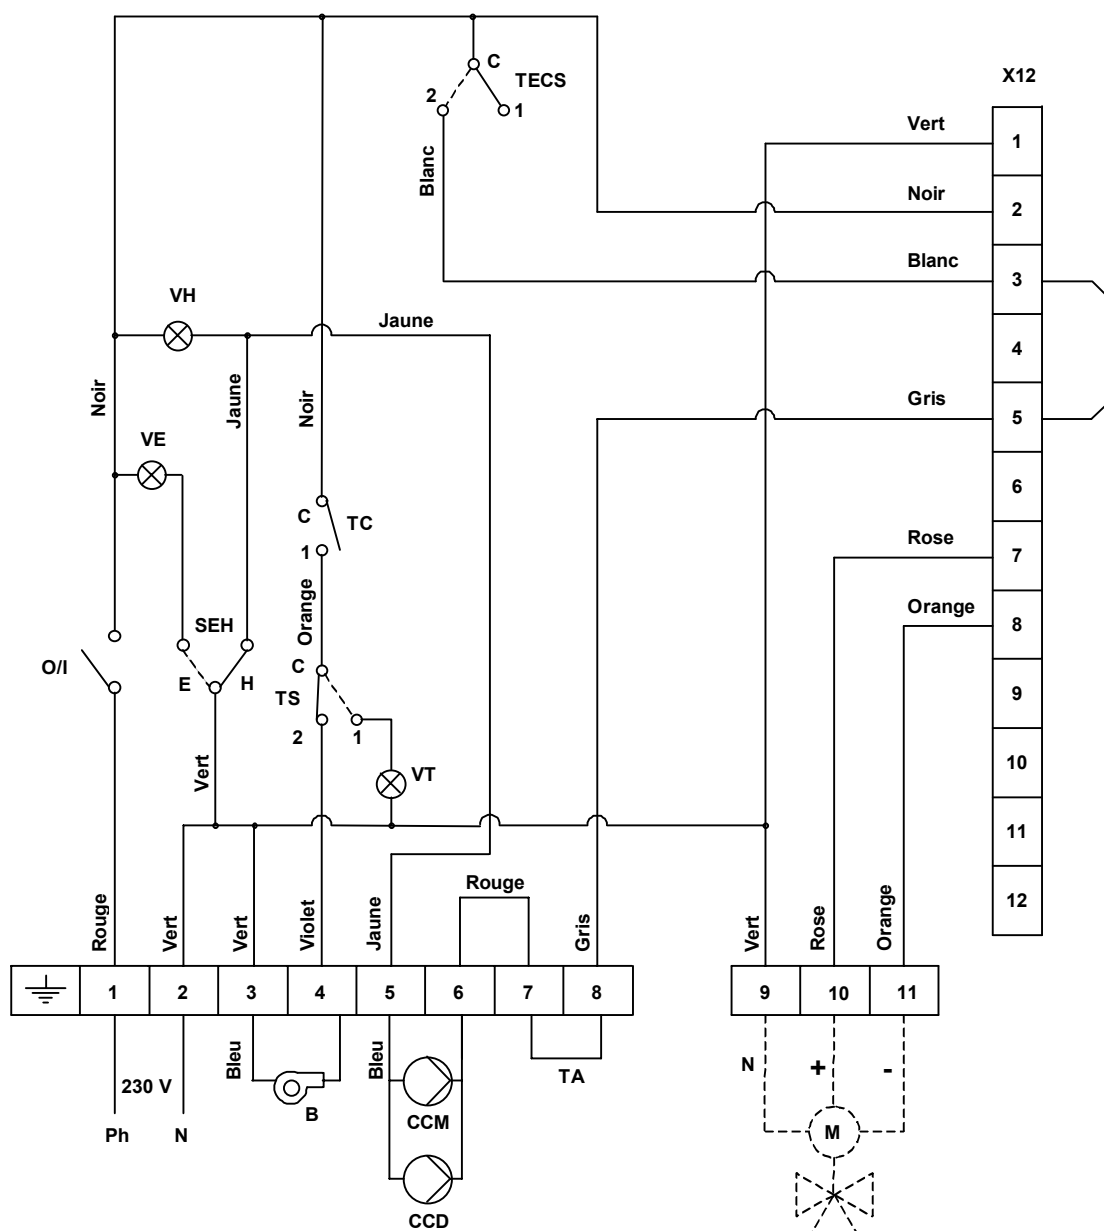 C
TECS
2
1
X12
Blanc
Vert
1
Noir
2
Blanc
3
VH
Jaune
4
Noir
Jaune
Noir
Gris
5
VE
6
C
TC
1
Rose
7
Orange
Orange
8
SEH
O/I
E
H
C
TS
2
1
9
Vert
VT
10
11
Rouge
12
Rouge
Vert
Vert
Violet
Jaune
Gris
Vert
Rose
Orange
1
2
3
4
5
6
7
8
9
10
11
Bleu
Bleu
N
+
-
230 V
TA
B
CCM
M
Ph
N
CCD